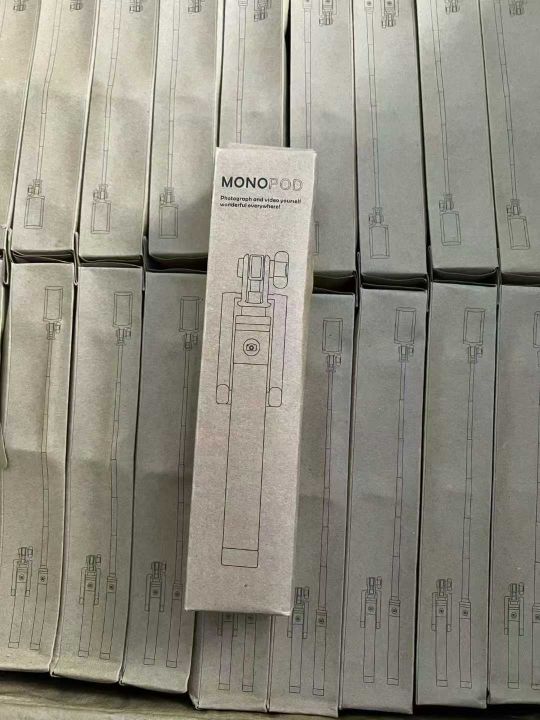 MONOPOD
Photograph and video yourself
wonderful everywhere!